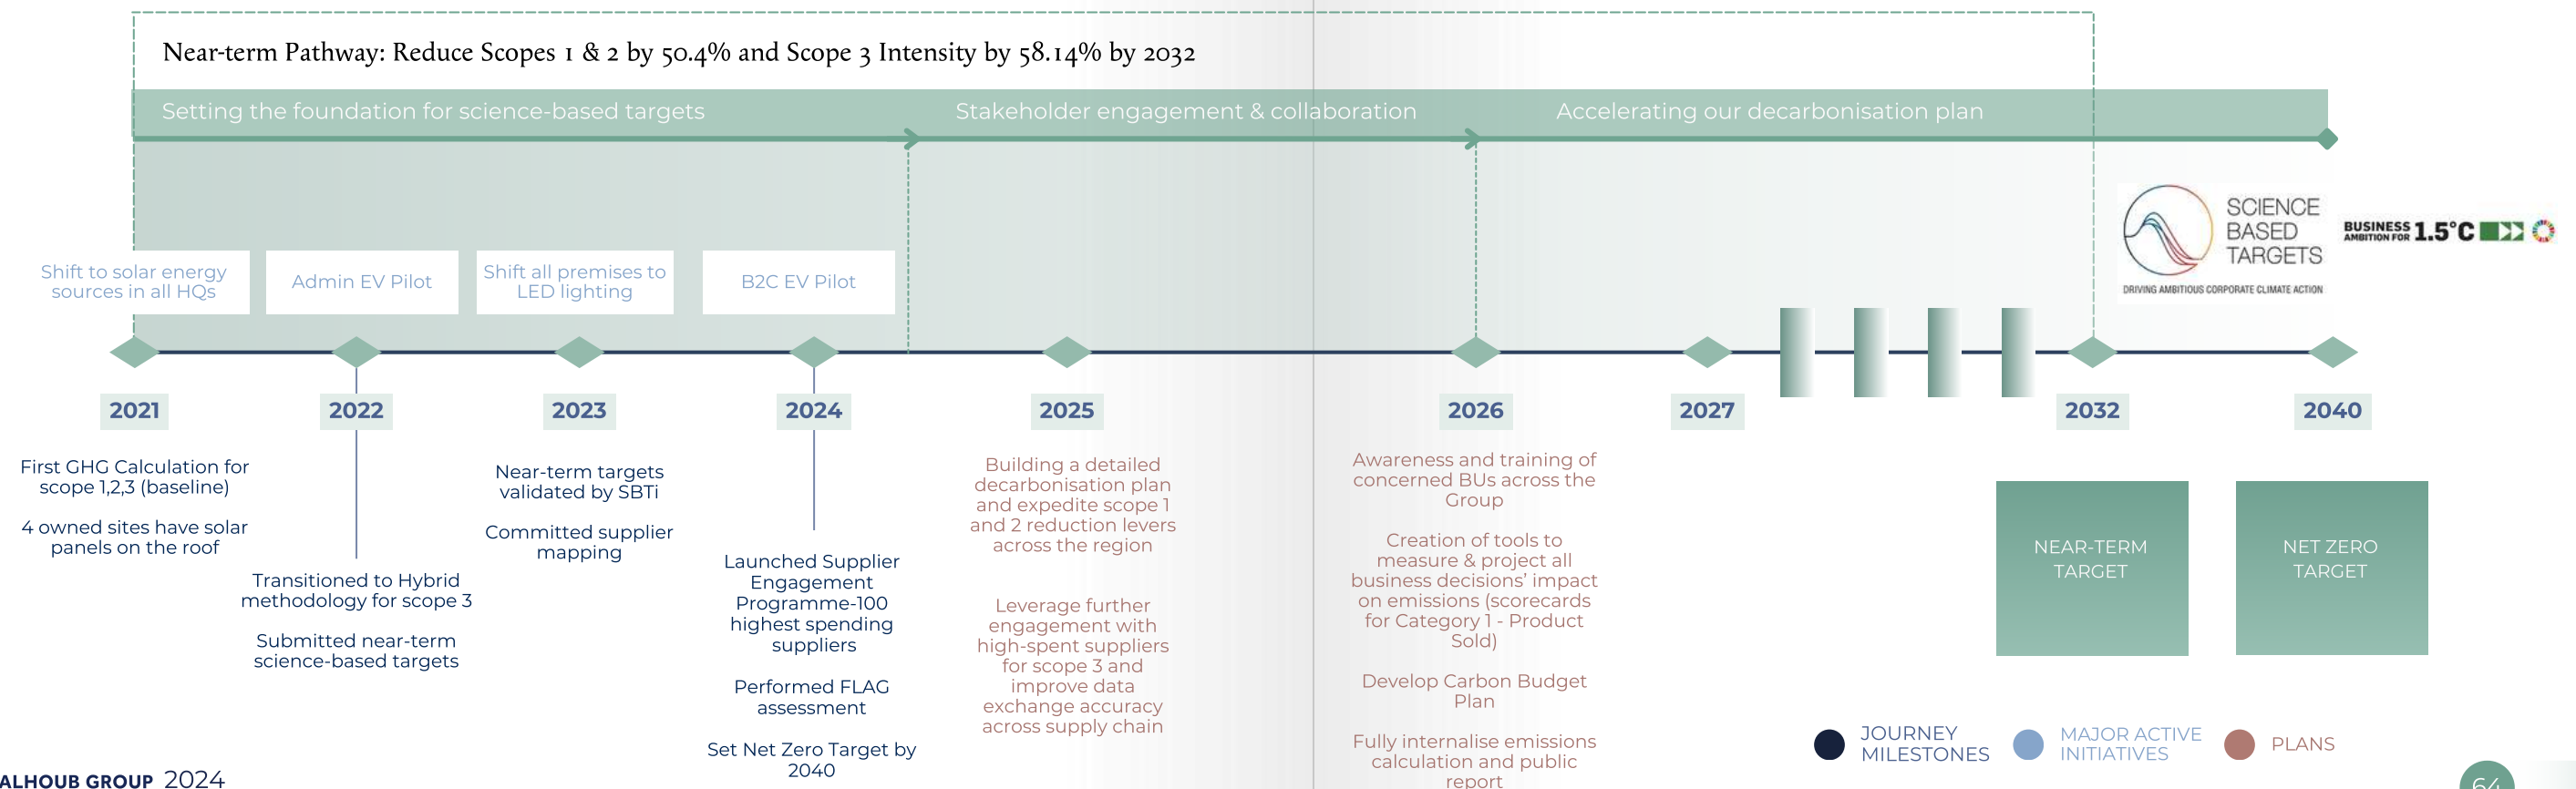 Near-term Pathway: Reduce Scopes 1 & 2 by 50.4% and Scope 3 Intensity by 58.14% by 2032
Setting the foundation for science-based targets
Stakeholder engagement & collaboration
Accelerating our decarbonisation plan
SCIENCE
BASED
TARGETS
DRIVING AMBITIOUS CORPORATE CLIMATE ACTION
BUSINESS
AMBITION FOR
1.5°C
Shift to solar energy
sources in all HQs
Admin EV Pilot
Shift all premises to
LED lighting
B2C EV Pilot
2021
First GHG Calculation for
scope 1,2,3 (baseline)
4 owned sites have solar
panels on the roof
2022
Transitioned to Hybrid
methodology for scope 3
Submitted near-term
science-based targets
2023
Near-term targets
validated by SBTi
Committed supplier
mapping
2024
Launched Supplier
Engagement
Programme-100
highest spending
suppliers
Performed FLAG
assessment
Set Net Zero Target by
2040
2025
Building a detailed
decarbonisation plan
and expedite scope 1
and 2 reduction levers
across the region
Leverage further
engagement with
high-spent suppliers
for scope 3 and
improve data
exchange accuracy
across supply chain
2026
Awareness and training of
concerned BUs across the
Group
Creation of tools to
measure & project all
business decisions' impact
on emissions (scorecards
for Category 1 - Product
Sold)
Develop Carbon Budget
Plan
Fully internalise emissions
calculation and public
report
2027
2032
NEAR-TERM
TARGET
2040
NET ZERO
TARGET
JOURNEY
MILESTONES
MAJOR ACTIVE
INITIATIVES
PLANS
ALHOUB GROUP 2024
64